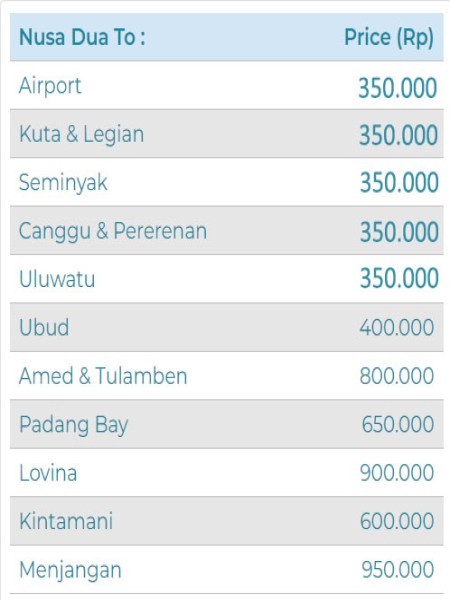 Nusa Dua To : Price (Rp)
Airport 350.000
Kuta & Legian 350.000
Seminyak 350.000
Canggu & Pererenan 350.000
Uluwatu 350.000
Ubud 400.000
Amed & Tulamben 800.000
Padang Bay 650.000
Lovina 900.000
Kintamani 600.000
Menjangan 950.000